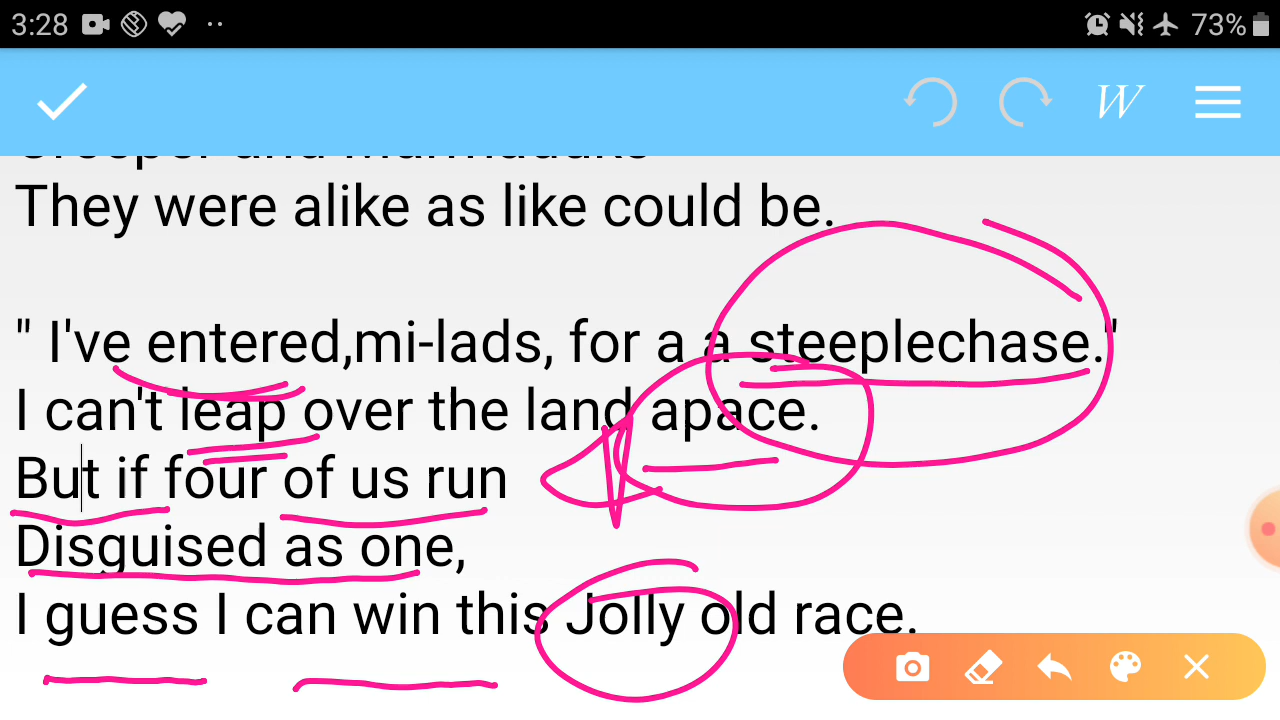 3:28
73%
W
They were alike as like could be.
" I've entered,mi-lads, for a a steeplechase."
I can't leap over the land apace.
But if four of us run
Disguised as one,
I guess I can win this Jolly old race.